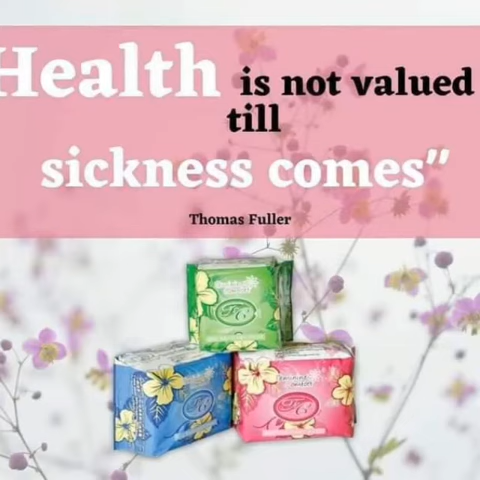 Health is not valued
till
sickness comes"
Thomas Fuller